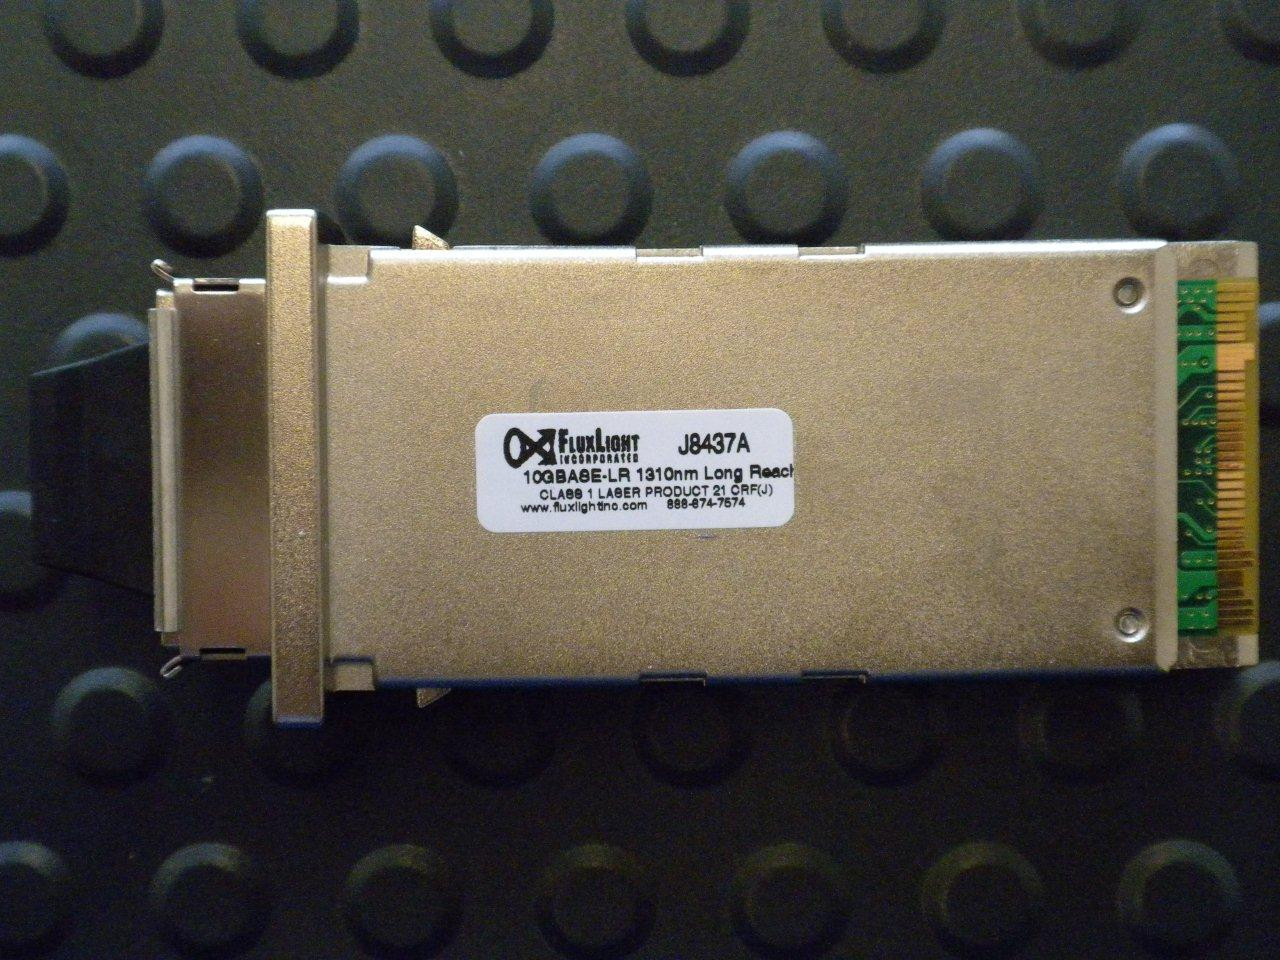 FLUXLIGHT J8437A
INCORPORATED
10GBASE-LR 1310nm Long Reach
CLASS 1 LASER PRODUCT 21 CRF(J)
www.fluxlightinc.com 888-874-7574